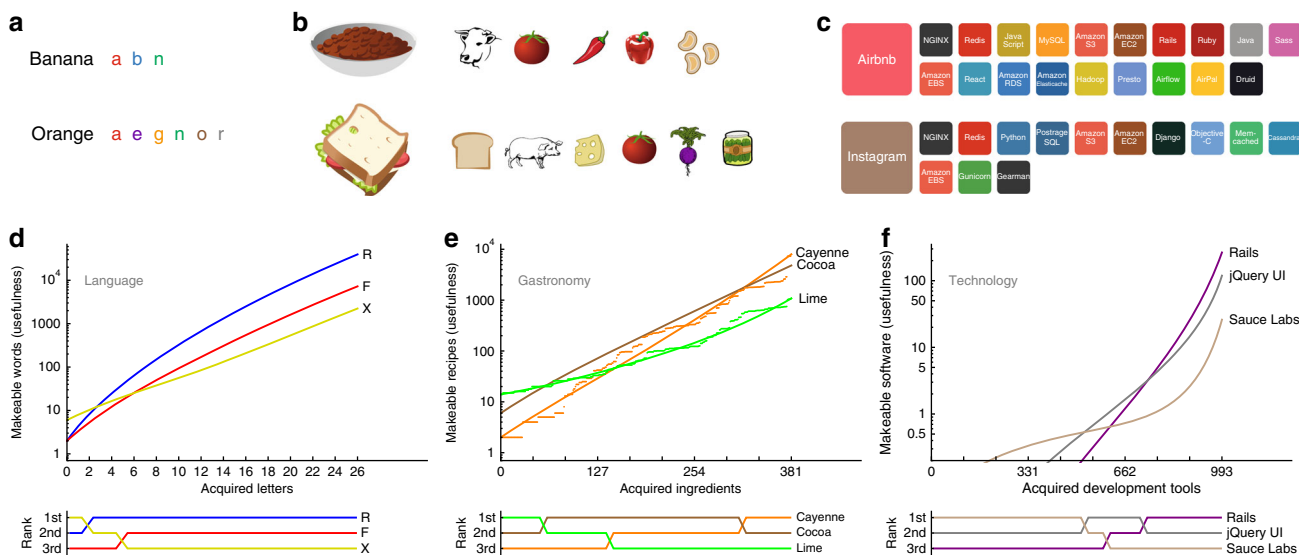 a
Banana a b n
Orange a e g n o r
b
c
Airbnb
NGINX Redis Java Script MySQL Amazon S3 Amazon EC2 Rails Ruby Java Sass
Amazon EBS React Amazon RDS Amazon Elasticache Hadoop Presto Airflow AirPal Druid
Instagram
NGINX Redis Python Postrage SQL Amazon S3 Amazon EC2 Django Objective -C Mem- cached Cassandra
Amazon EBS Gunicorn Gearman
d
Language
Makeable words (usefulness)
10^4
1000
100
10
1
R
F
X
0 2 4 6 8 10 12 14 16 18 20 22 24 26
Acquired letters
Rank
1st
2nd
3rd
R
F
X
e
Gastronomy
Makeable recipes (usefulness)
10^4
1000
100
10
1
Cayenne
Cocoa
Lime
0 127 254 381
Acquired ingredients
Rank
1st
2nd
3rd
Cayenne
Cocoa
Lime
f
Technology
Makeable software (usefulness)
100
50
10
5
1
0.5
Rails
jQuery UI
Sauce Labs
0 331 662 993
Acquired development tools
Rank
1st
2nd
3rd
Rails
jQuery UI
Sauce Labs